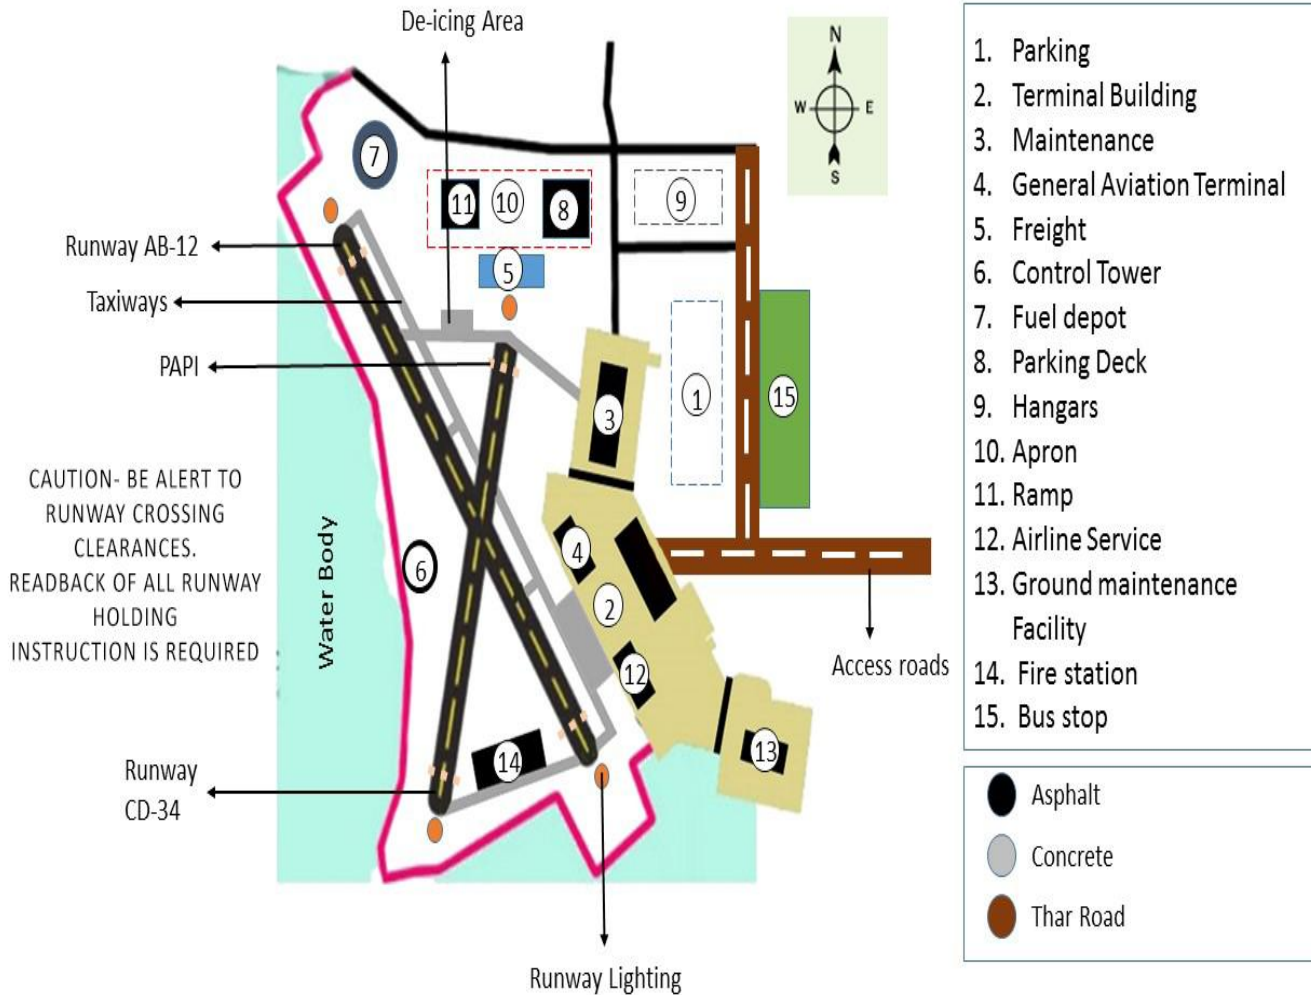 De-icing Area
N
W
E
S
7
11
10
8
9
5
Runway AB-12
Taxiways
PAPI
3
1
15
CAUTION- BE ALERT TO
RUNWAY CROSSING
CLEARANCES.
READBACK OF ALL RUNWAY
HOLDING
INSTRUCTION IS REQUIRED
Water Body
6
4
2
12
Access roads
14
13
Runway
CD-34
Runway Lighting
1. Parking
2. Terminal Building
3. Maintenance
4. General Aviation Terminal
5. Freight
6. Control Tower
7. Fuel depot
8. Parking Deck
9. Hangars
10. Apron
11. Ramp
12. Airline Service
13. Ground maintenance
Facility
14. Fire station
15. Bus stop
Asphalt
Concrete
Thar Road